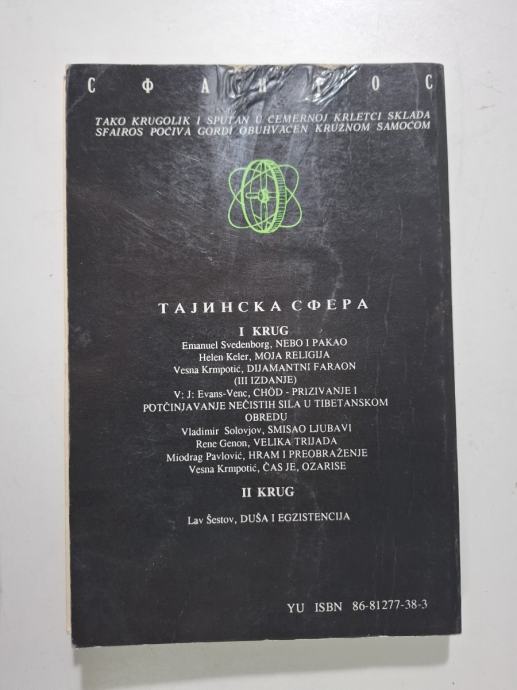 С Ф А И Р О С
TAKO KRUGOLIK I SPUTAN U ČEMERNOJ KRLETCI SKLADA
SFAIROS POČIVA GORDI OBUHVAĆEN KRUŽNOM SAMOĆOM
ТАЈИНСКА СФЕРА
I KRUG
Emanuel Svedenborg, NEBO I PAKAO
Helen Keler, MOJA RELIGIJA
Vesna Krmpotić, DIJAMANTNI FARAON
(III IZDANJE)
V: J: Evans-Venc, CHÖD - PRIZIVANJE I
POTČINJAVANJE NEČISTIH SILA U TIBETANSKOM
OBREDU
Vladimir Solovjov, SMISAO LJUBAVI
Rene Genon, VELIKA TRIJADA
Miodrag Pavlović, HRAM I PREOBRAŽENJE
Vesna Krmpotić, ČAS JE, OZARISE
II KRUG
Lav Šestov, DUŠA I EGZISTENCIJA
YU ISBN 86-81277-38-3